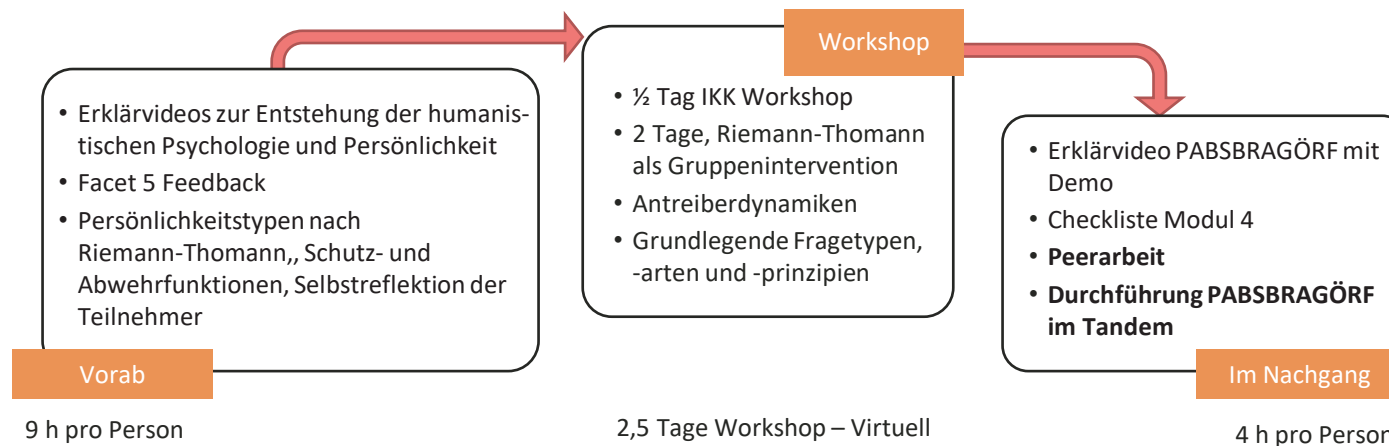 • Erklärvideos zur Entstehung der humanis-
tischen Psychologie und Persönlichkeit
• Facet 5 Feedback
• Persönlichkeitstypen nach
Riemann-Thomann,, Schutz- und
Abwehrfunktionen, Selbstreflektion der
Teilnehmer
Vorab
9 h pro Person
Workshop
• ½ Tag IKK Workshop
• 2 Tage, Riemann-Thomann
als Gruppenintervention
• Antreiberdynamiken
• Grundlegende Fragetypen,
-arten und -prinzipien
2,5 Tage Workshop – Virtuell
• Erklärvideo PABSBRAGÖRF mit
Demo
• Checkliste Modul 4
• Peerarbeit
• Durchführung PABSBRAGÖRF
im Tandem
Im Nachgang
4 h pro Person